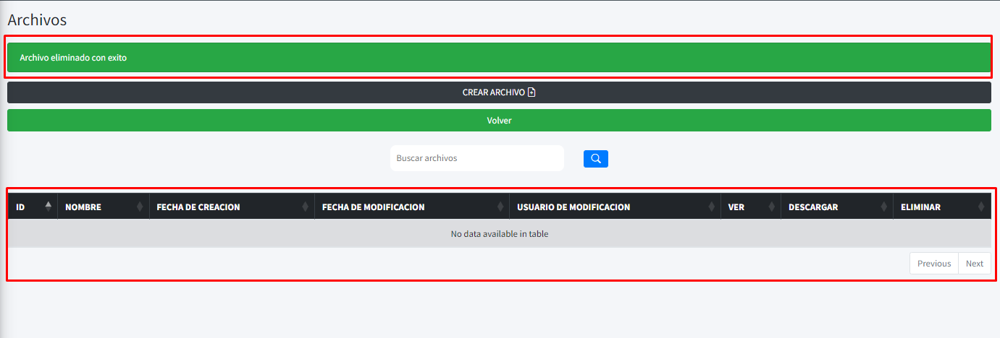 Archivos
Archivo eliminado con exito
CREAR ARCHIVO
Volver
Buscar archivos
ID NOMBRE FECHA DE CREACION FECHA DE MODIFICACION USUARIO DE MODIFICACION VER DESCARGAR ELIMINAR
No data available in table
Previous Next